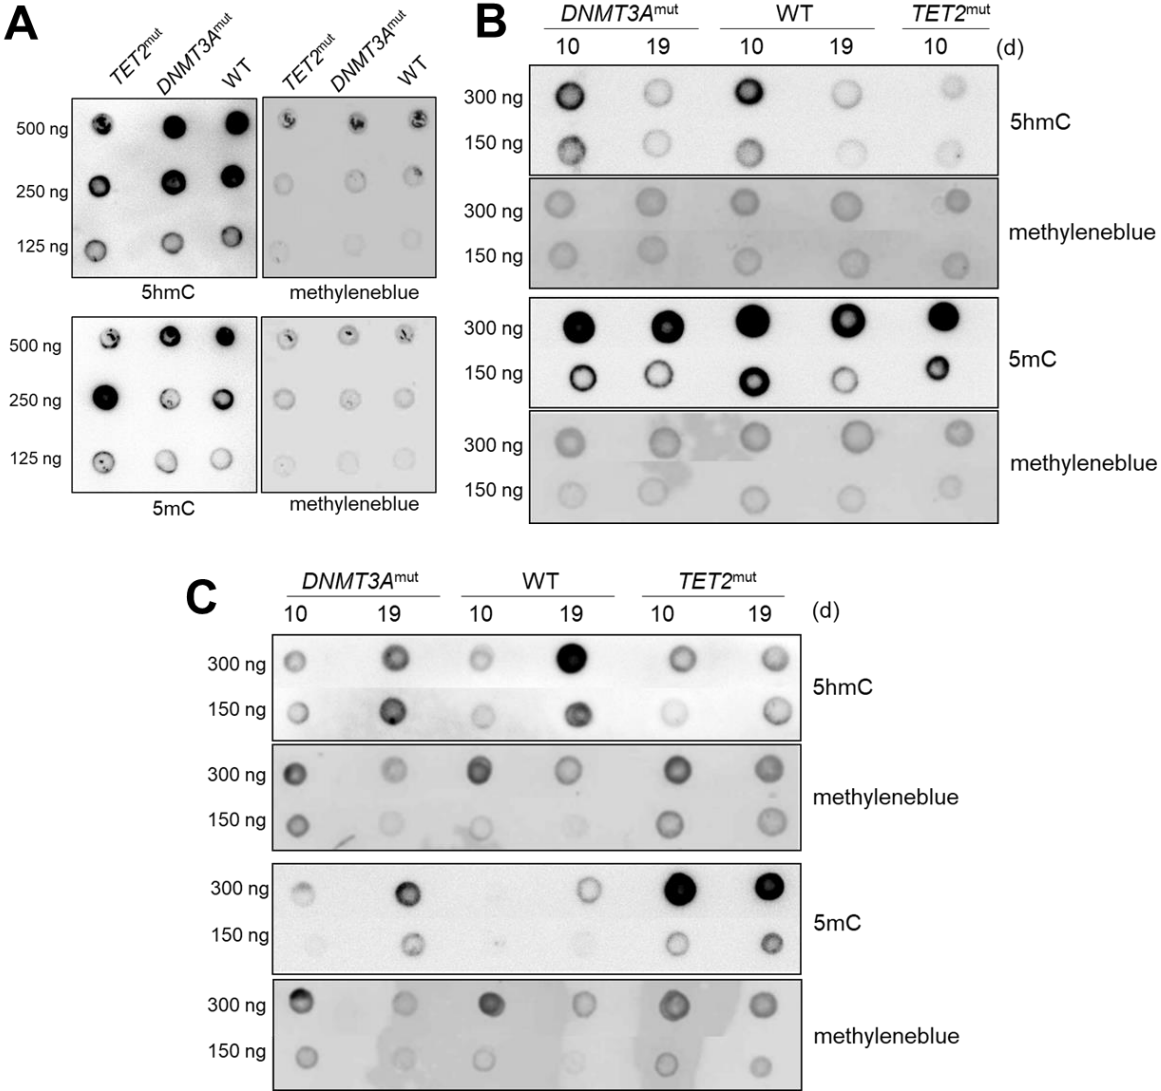 A
TET2mut DNMT3Amut WT TET2mut DNMT3Amut WT
500 ng
250 ng
125 ng
5hmC methyleneblue
500 ng
250 ng
125 ng
5mC methyleneblue
B
DNMT3Amut WT TET2mut
10 19 10 19 10 (d)
300 ng
150 ng
5hmC
300 ng
150 ng
methyleneblue
300 ng
150 ng
5mC
300 ng
150 ng
methyleneblue
C
DNMT3Amut WT TET2mut
10 19 10 19 10 19 (d)
300 ng
150 ng
5hmC
300 ng
150 ng
methyleneblue
300 ng
150 ng
5mC
300 ng
150 ng
methyleneblue